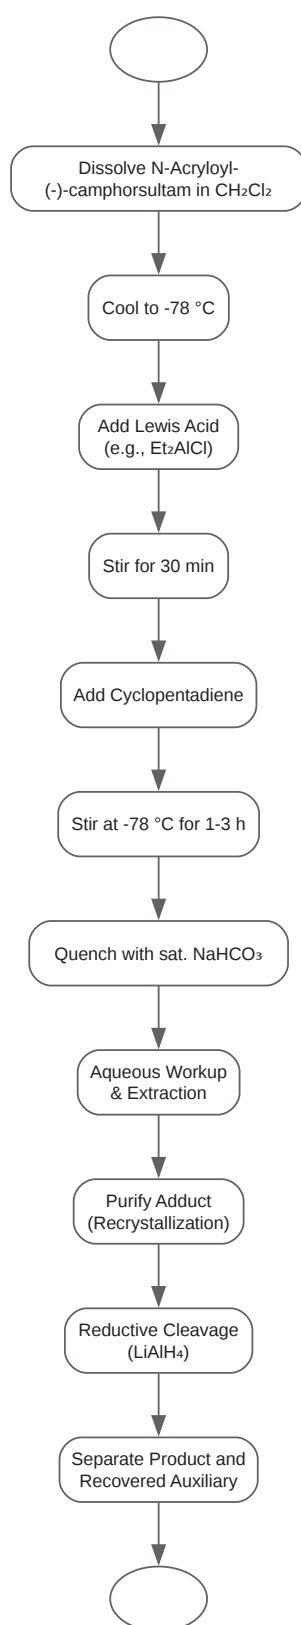 Dissolve N-Acryloyl-
(-)-camphorsultam in CH₂Cl₂
Cool to -78 °C
Add Lewis Acid
(e.g., Et₂AlCl)
Stir for 30 min
Add Cyclopentadiene
Stir at -78 °C for 1-3 h
Quench with sat. NaHCO₃
Aqueous Workup
& Extraction
Purify Adduct
(Recrystallization)
Reductive Cleavage
(LiAlH₄)
Separate Product and
Recovered Auxiliary